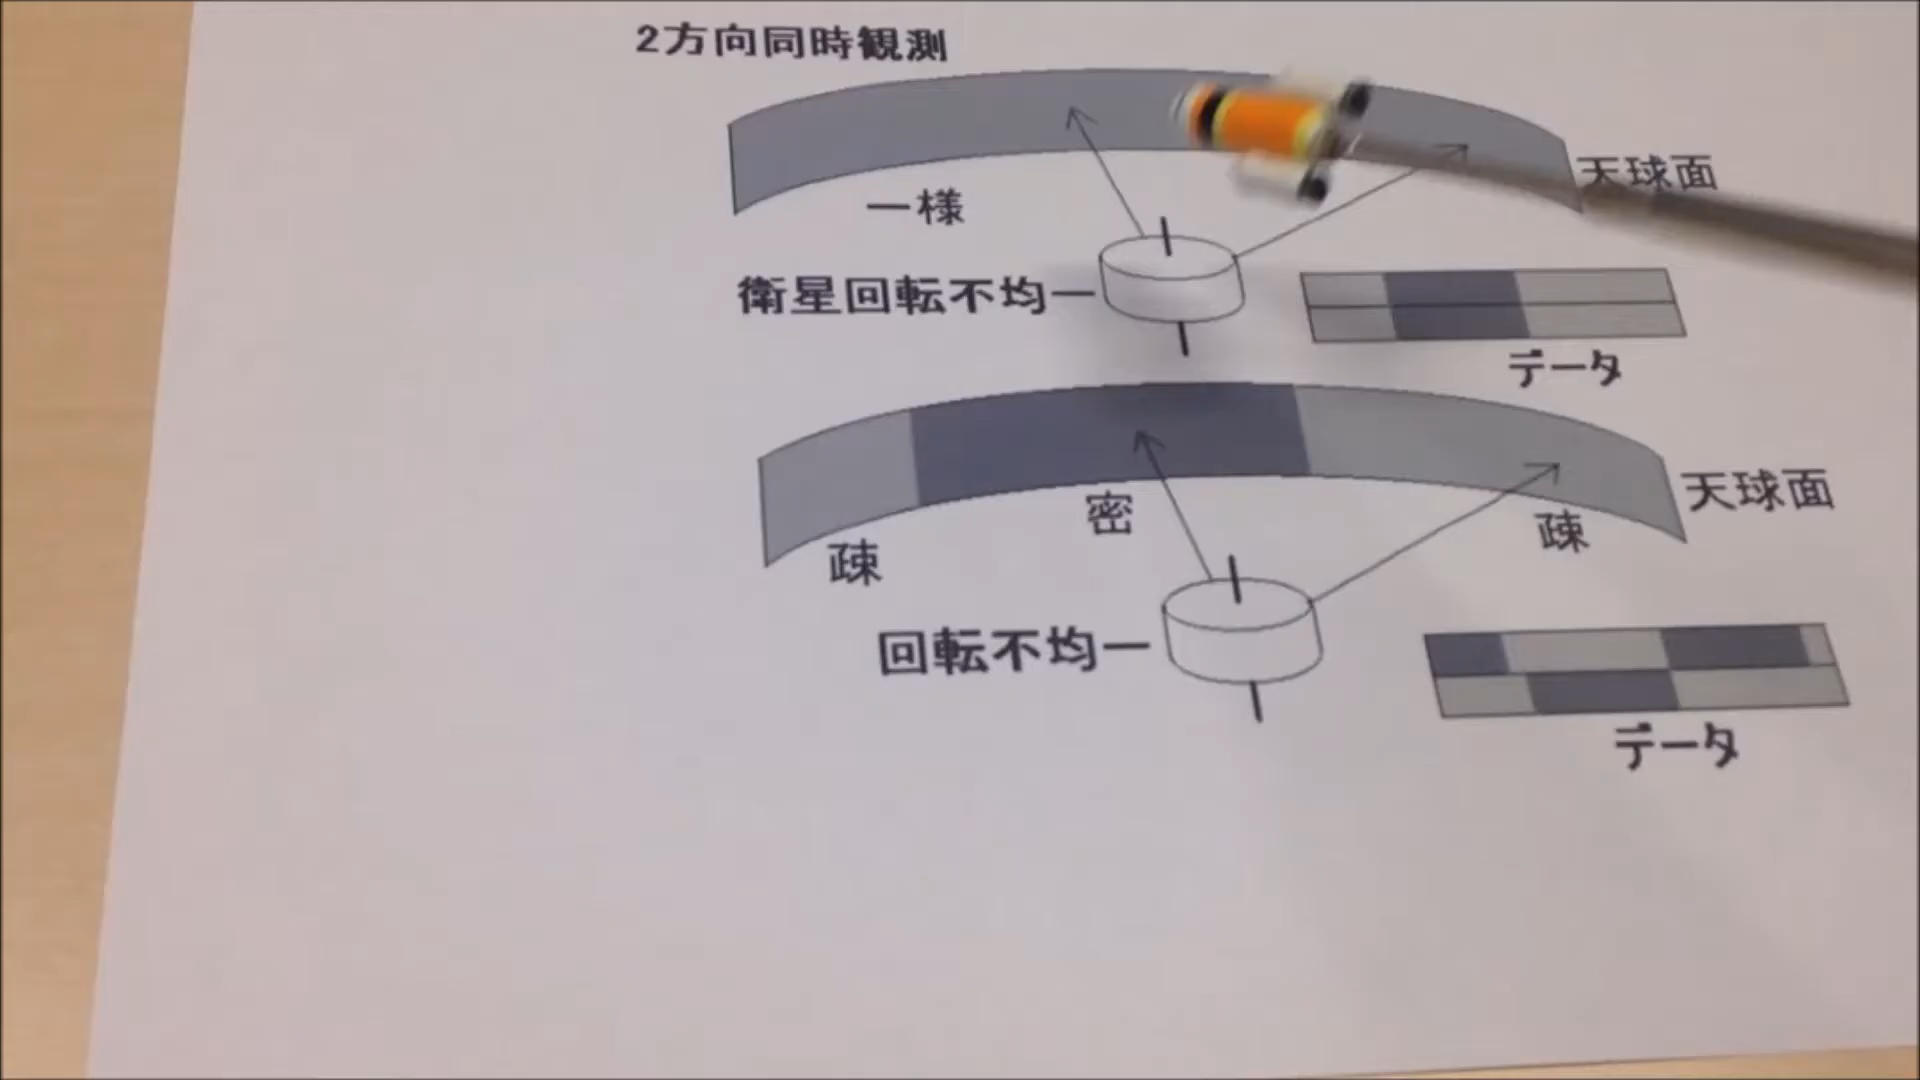 2方向同時観測
天球面
一様
衛星回転不均一
データ
天球面
密
疎
疎
回転不均一
データ